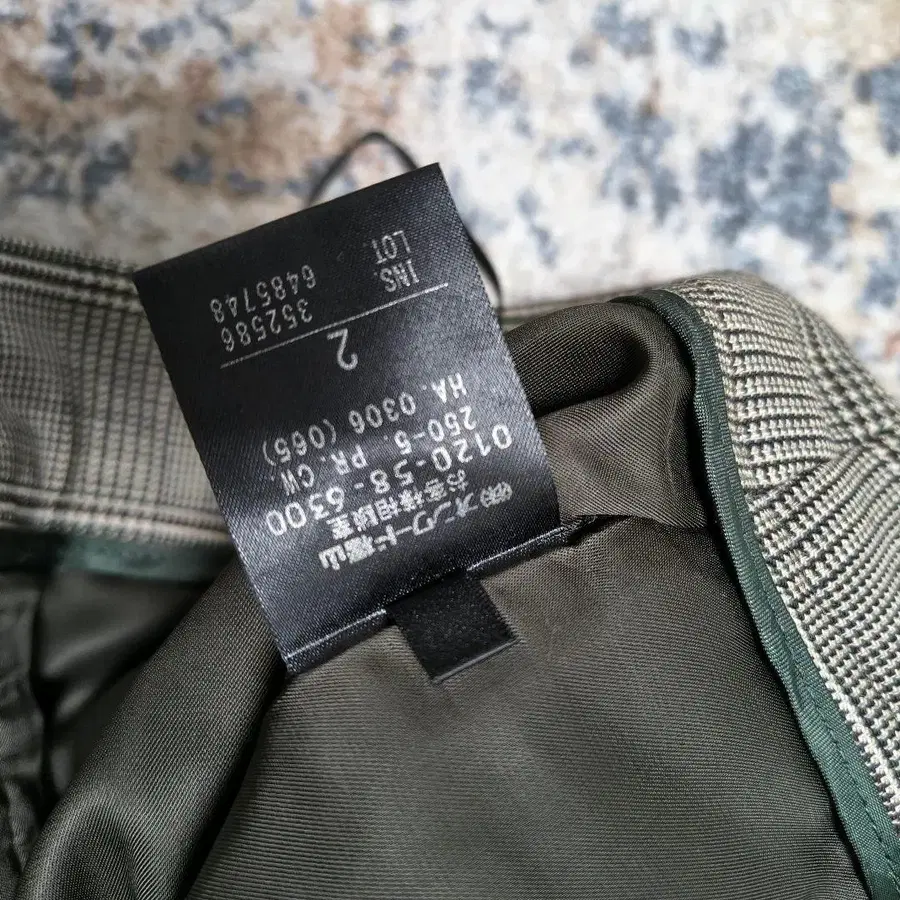 ㈱オンワード樫山
お客様相談室
0120-58-6300
250-5. PR. CW.
HA. 0306 (065)
2
INS. 352586
LOT. 6485748